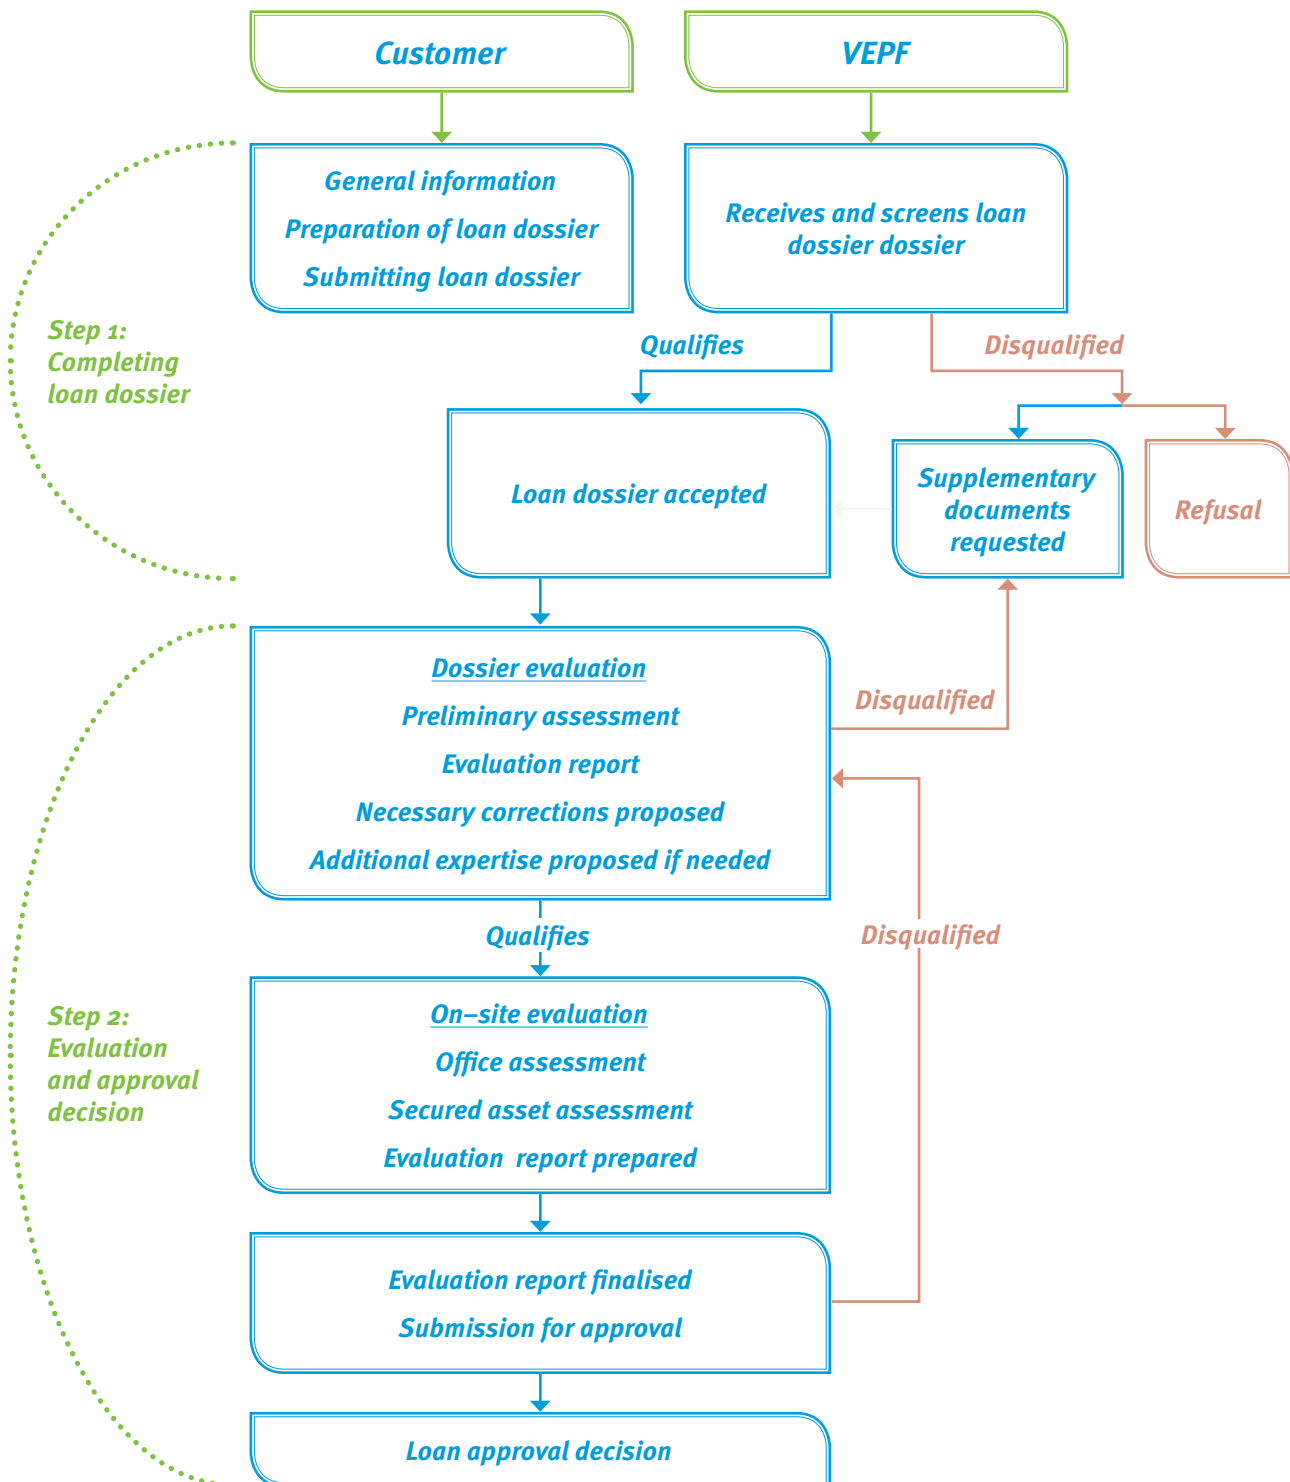 Customer
VEPF
General information
Preparation of loan dossier
Submitting loan dossier
Receives and screens loan
dossier dossier
Step 1:
Completing
loan dossier
Qualifies
Disqualified
Loan dossier accepted
Supplementary
documents
requested
Refusal
Dossier evaluation
Preliminary assessment
Evaluation report
Necessary corrections proposed
Additional expertise proposed if needed
Disqualified
Qualifies
Disqualified
Step 2:
Evaluation
and approval
decision
On–site evaluation
Office assessment
Secured asset assessment
Evaluation report prepared
Evaluation report finalised
Submission for approval
Loan approval decision